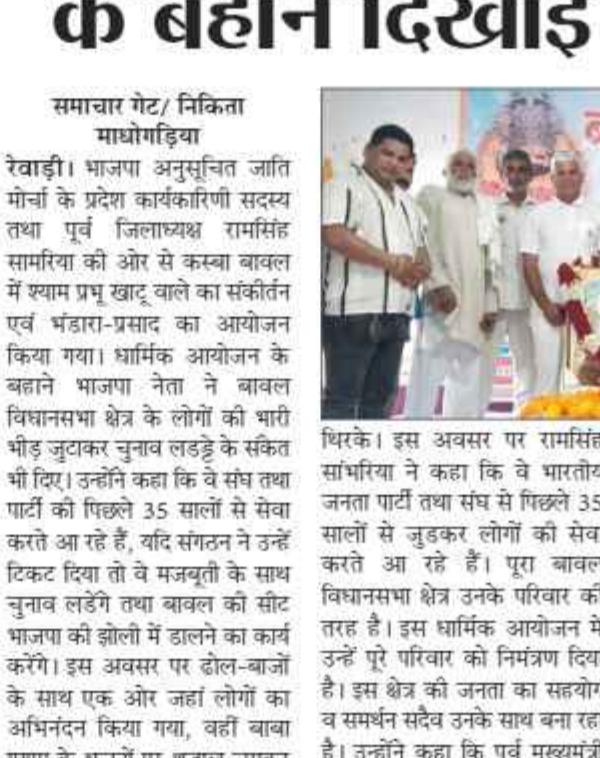 के बहाने दिखाई
समाचार गेट/ निकिता
माधोगड़िया
रेवाड़ी। भाजपा अनुसूचित जाति
मोर्चा के प्रदेश कार्यकारिणी सदस्य
तथा पूर्व जिलाध्यक्ष रामसिंह
सामरिया की ओर से कस्बा बावल
में श्याम प्रभू खाटू वाले का संकीर्तन
एवं भंडारा-प्रसाद का आयोजन
किया गया। धार्मिक आयोजन के
बहाने भाजपा नेता ने बावल
विधानसभा क्षेत्र के लोगों की भारी
भीड़ जुटाकर चुनाव लडडे के संकेत
भी दिए। उन्होंने कहा कि वे संघ तथा
पार्टी की पिछले 35 सालों से सेवा
करते आ रहे हैं, यदि संगठन ने उन्हें
टिकट दिया तो वे मजबूती के साथ
चुनाव लडेंगे तथा बावल की सीट
भाजपा की झोली में डालने का कार्य
करेंगे। इस अवसर पर ढोल-बाजों
के साथ एक ओर जहां लोगों का
अभिनंदन किया गया, वहीं बाबा
थिरके। इस अवसर पर रामसिंह
सांभरिया ने कहा कि वे भारतीय
जनता पार्टी तथा संघ से पिछले 35
सालों से जुडकर लोगों की सेवा
करते आ रहे हैं। पूरा बावल
विधानसभा क्षेत्र उनके परिवार की
तरह है। इस धार्मिक आयोजन में
उन्हें पूरे परिवार को निमंत्रण दिया
है। इस क्षेत्र की जनता का सहयोग
व समर्थन सदैव उनके साथ बना रहा
है। उन्होंने कहा कि पूर्व मुख्यमंत्री